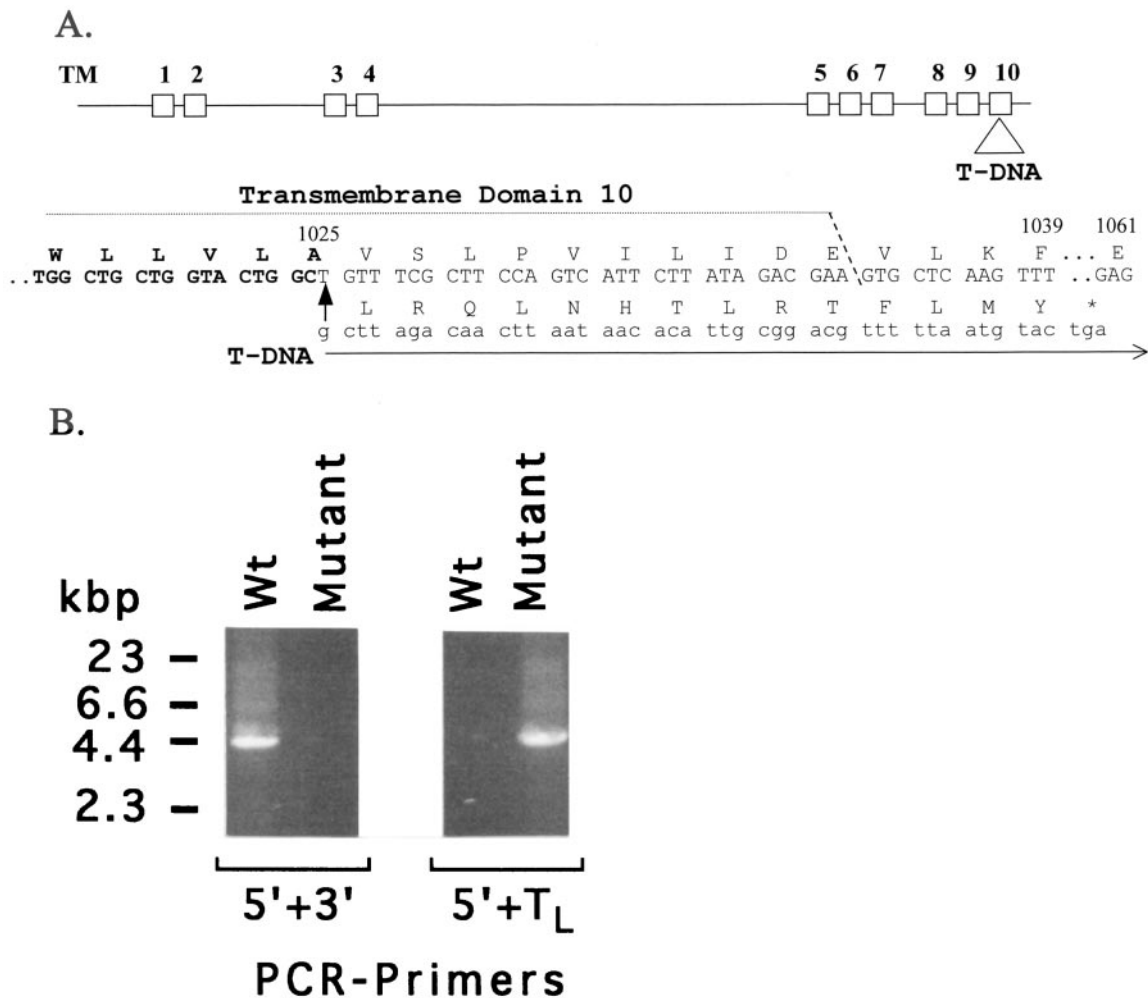 A.
TM 1 2 3 4 5 6 7 8 9 10
T-DNA
Transmembrane Domain 10
1025 1039 1061
W L L V L A V S L P V I L I D E V L K F ... E
..TGG CTG CTG GTA CTG GCT GTTT TCG CTT CCA GTC ATT CTT ATA GAC GAA GTG CTC AAG TTT ..GAG
L R Q L N H T L R T F L M Y *
g ctt aga caa ctt aat aac aca ttg cgg acg ttt tta atg tac tga
T-DNA
B.
Wt Mutant Wt Mutant
kbp
23
6.6
4.4
2.3
5'+3' 5'+TL
PCR-Primers